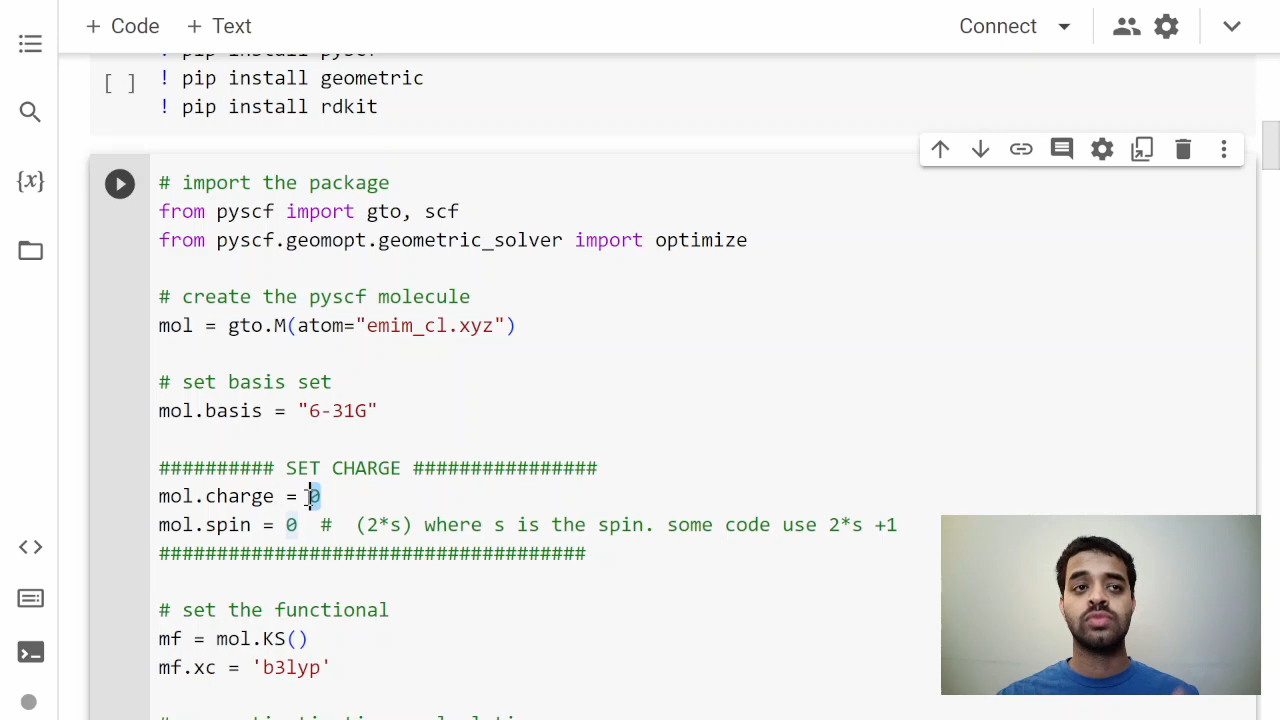 + Code + Text
Connect
! pip install pyscf
[ ]
! pip install geometric
! pip install rdkit
# import the package
from pyscf import gto, scf
from pyscf.geomopt.geometric_solver import optimize
# create the pyscf molecule
mol = gto.M(atom="emim_cl.xyz")
# set basis set
mol.basis = "6-31G"
########## SET CHARGE ################
mol.charge = 0
mol.spin = 0  #  (2*s) where s is the spin. some code use 2*s +1
#####################################
# set the functional
mf = mol.KS()
mf.xc = 'b3lyp'
{x}